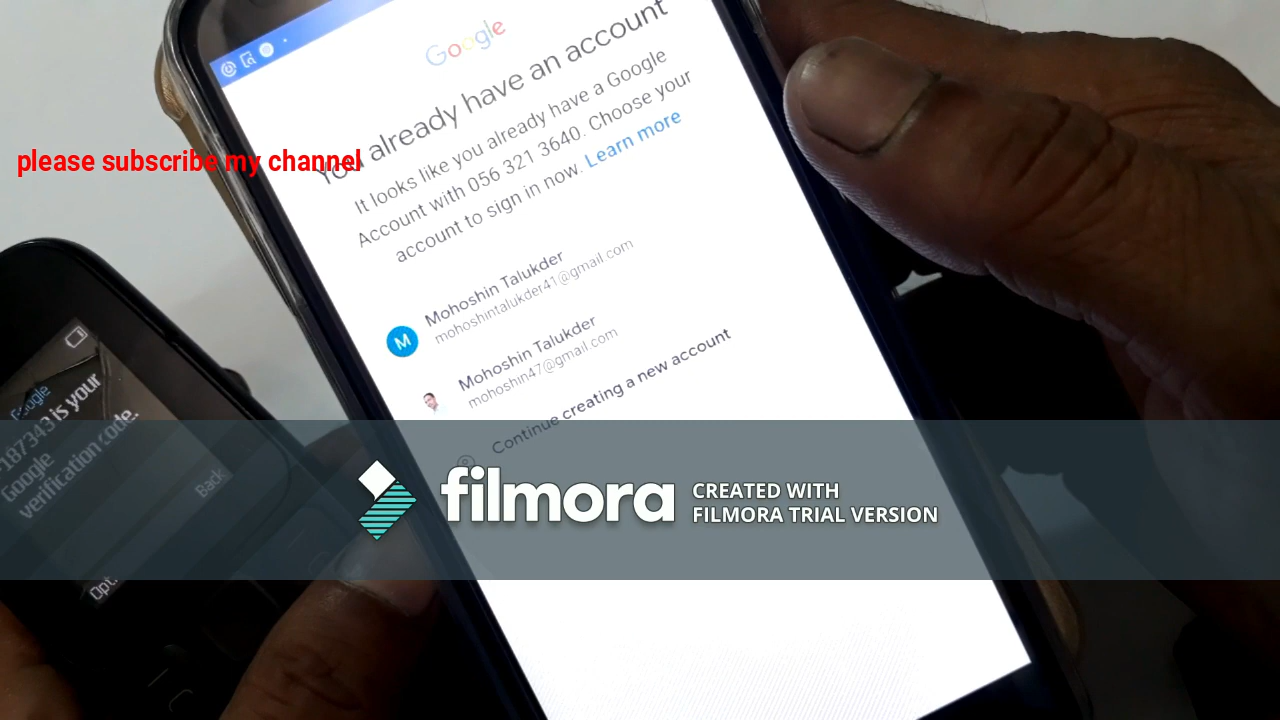 Google
You already have an account
It looks like you already have a Google
Account with 056 321 3640. Choose your
account to sign in now. Learn more
please subscribe my channel
Mohoshin Talukder
mohoshintalukder41@gmail.com
M
Mohoshin Talukder
mohoshin47@gmail.com
Continue creating a new account
Google
187343 is your
Google
verification code.
Back
Opt
filmora
CREATED WITH
FILMORA TRIAL VERSION